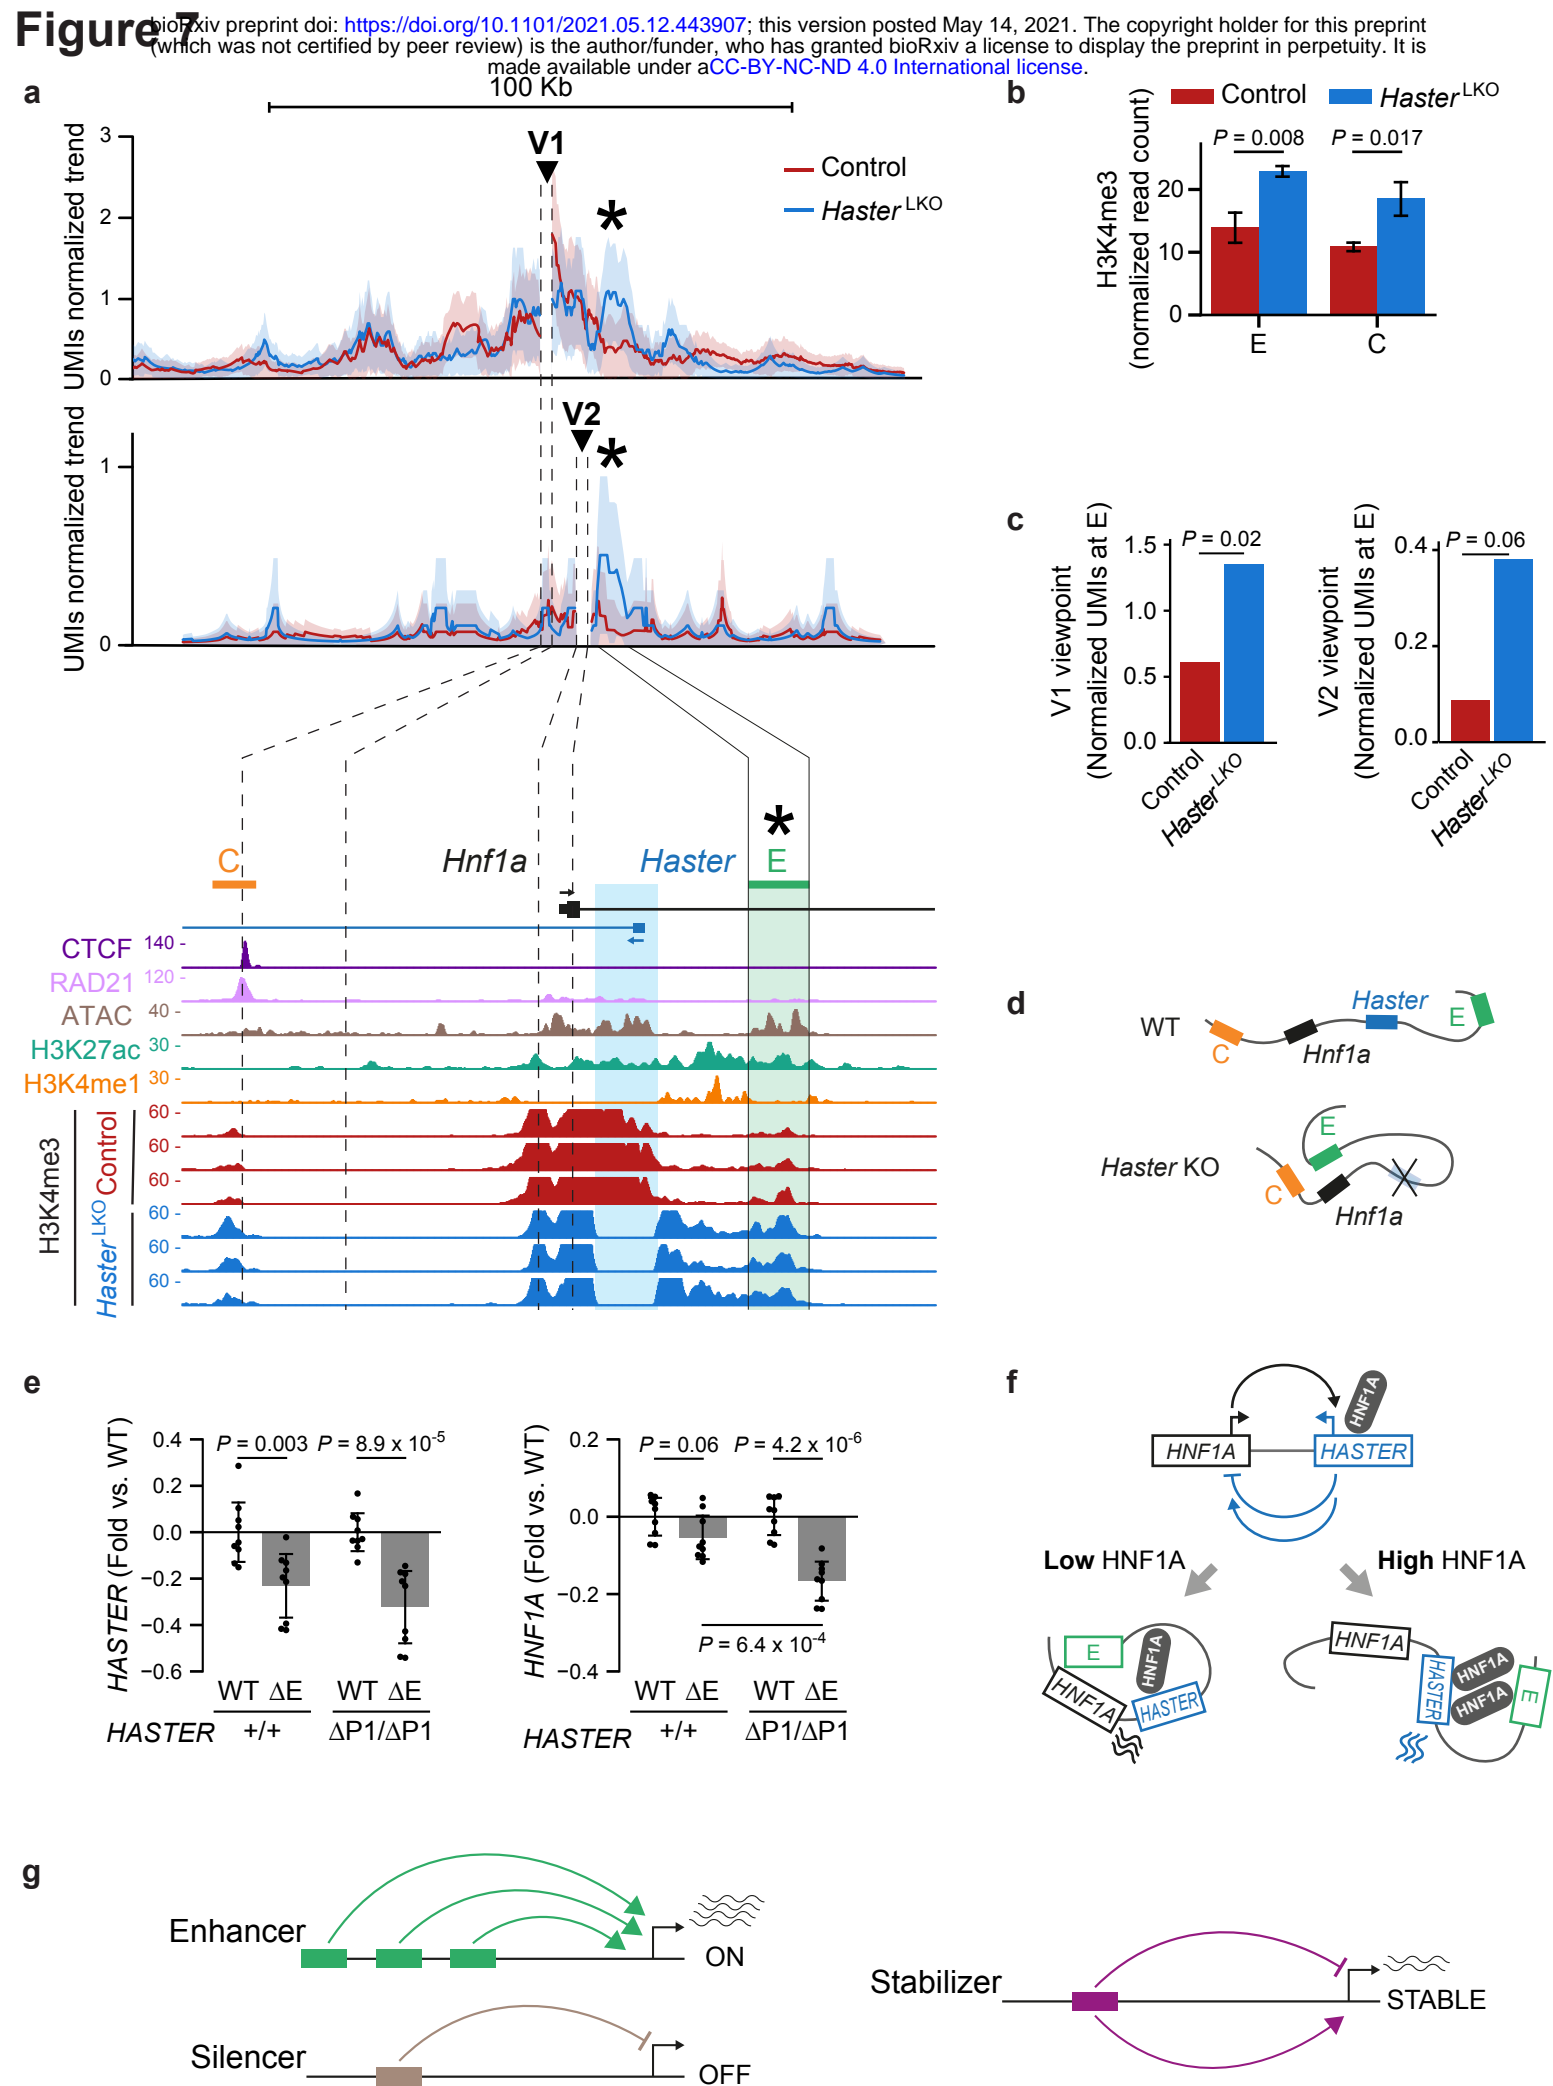 Figure 7
bioRxiv preprint doi: https://doi.org/10.1101/2021.05.12.443907; this version posted May 14, 2021. The copyright holder for this preprint
(which was not certified by peer review) is the author/funder, who has granted bioRxiv a license to display the preprint in perpetuity. It is
made available under aCC-BY-NC-ND 4.0 International license.
a
100 Kb
UMIs normalized trend
3
2
1
0
V1
*
Control
Haster LKO
UMIs normalized trend
1
0
V2
*
*
C
Hnf1a
Haster
E
CTCF 140 -
RAD21 120 -
ATAC 40 -
H3K27ac 30 -
H3K4me1 30 -
H3K4me3
Control
60 -
60 -
60 -
Haster LKO
60 -
60 -
60 -
b
Control
Haster LKO
H3K4me3
(normalized read count)
P = 0.008
P = 0.017
20
10
0
E
C
c
V1 viewpoint
(Normalized UMIs at E)
P = 0.02
1.5
1.0
0.5
0.0
Control
Haster LKO
V2 viewpoint
(Normalized UMIs at E)
P = 0.06
0.4
0.2
0.0
Control
Haster LKO
d
WT
C
Hnf1a
Haster
E
Haster KO
E
C
Hnf1a
e
HASTER (Fold vs. WT)
0.4
0.2
0.0
−0.2
−0.4
−0.6
P = 0.003
P = 8.9 x 10-5
WT ΔE
WT ΔE
HASTER
+/+
ΔP1/ΔP1
HNF1A (Fold vs. WT)
0.2
0.0
−0.2
−0.4
P = 0.06
P = 4.2 x 10-6
P = 6.4 x 10-4
WT ΔE
WT ΔE
HASTER
+/+
ΔP1/ΔP1
f
HNF1A
HNF1A
HASTER
Low HNF1A
High HNF1A
E
HNF1A
HNF1A
HASTER
HNF1A
HASTER
HNF1A
HNF1A
E
g
Enhancer
ON
Silencer
OFF
Stabilizer
STABLE